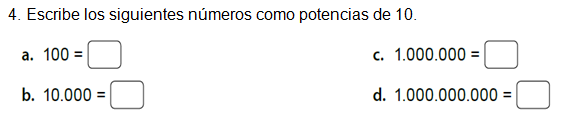 4. Escribe los siguientes números como potencias de 10.
a. 100 =
c. 1.000.000 =
b. 10.000 =
d. 1.000.000.000 =